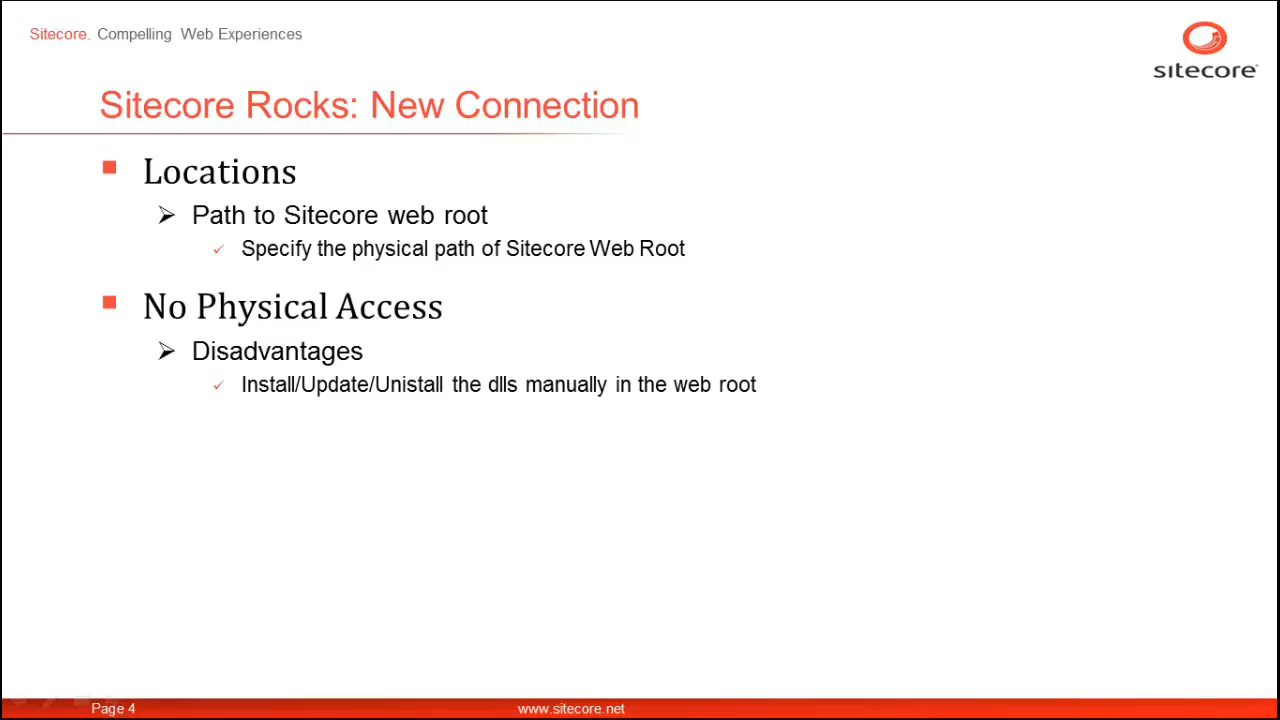 Sitecore. Compelling Web Experiences
sitecore
Sitecore Rocks: New Connection
Locations
Path to Sitecore web root
Specify the physical path of Sitecore Web Root
No Physical Access
Disadvantages
Install/Update/Unistall the dlls manually in the web root
Page 4
www.sitecore.net